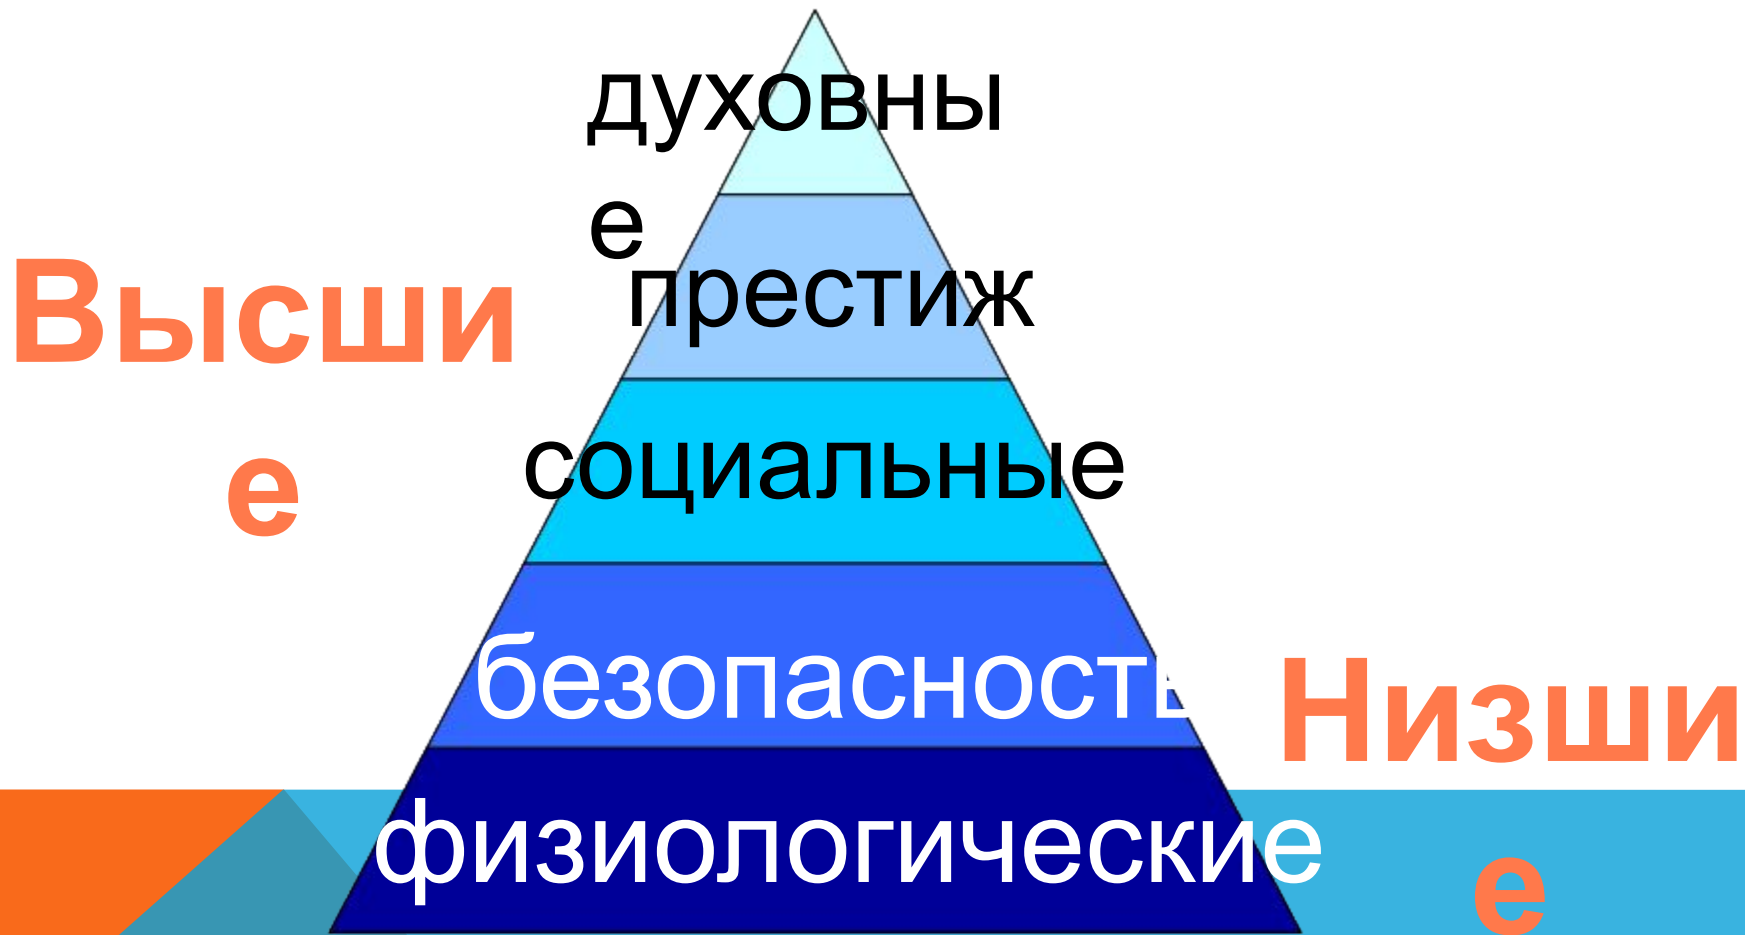 духовны
е
престиж
Высши
е
социальные
безопасность
Низши
е
физиологические